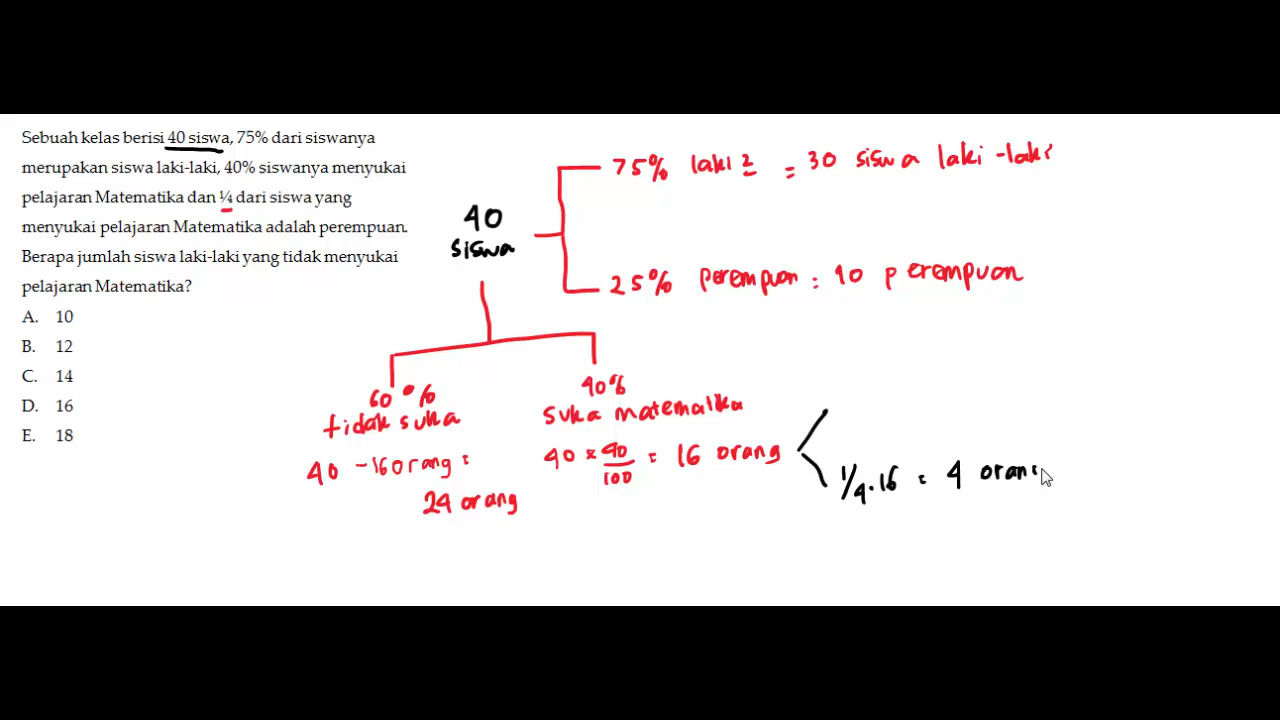 Sebuah kelas berisi 40 siswa, 75% dari siswanya
merupakan siswa laki-laki, 40% siswanya menyukai
pelajaran Matematika dan ¼ dari siswa yang
menyukai pelajaran Matematika adalah perempuan.
Berapa jumlah siswa laki-laki yang tidak menyukai
pelajaran Matematika?
A. 10
B. 12
C. 14
D. 16
E. 18
75% laki 2 = 30 siswa laki-laki
40
siswa
25% perempuan = 10 perempuan
60%
tidak suka
40 - 16 orang =
24 orang
40%
suka matematika
40 × 40/100 = 16 orang
1/4 . 16 = 4 oran